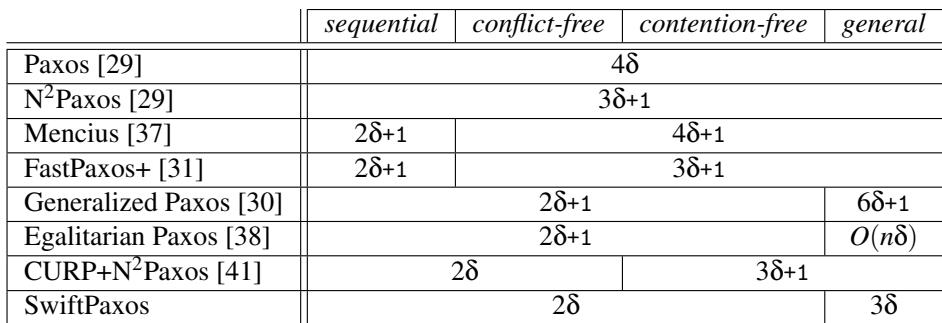 sequential conflict-free contention-free general
Paxos [29] 4δ
N²Paxos [29] 3δ+1
Mencius [37] 2δ+1 4δ+1
FastPaxos+ [31] 2δ+1 3δ+1
Generalized Paxos [30] 2δ+1 6δ+1
Egalitarian Paxos [38] 2δ+1 O(nδ)
CURP+N²Paxos [41] 2δ 3δ+1
SwiftPaxos 2δ 3δ